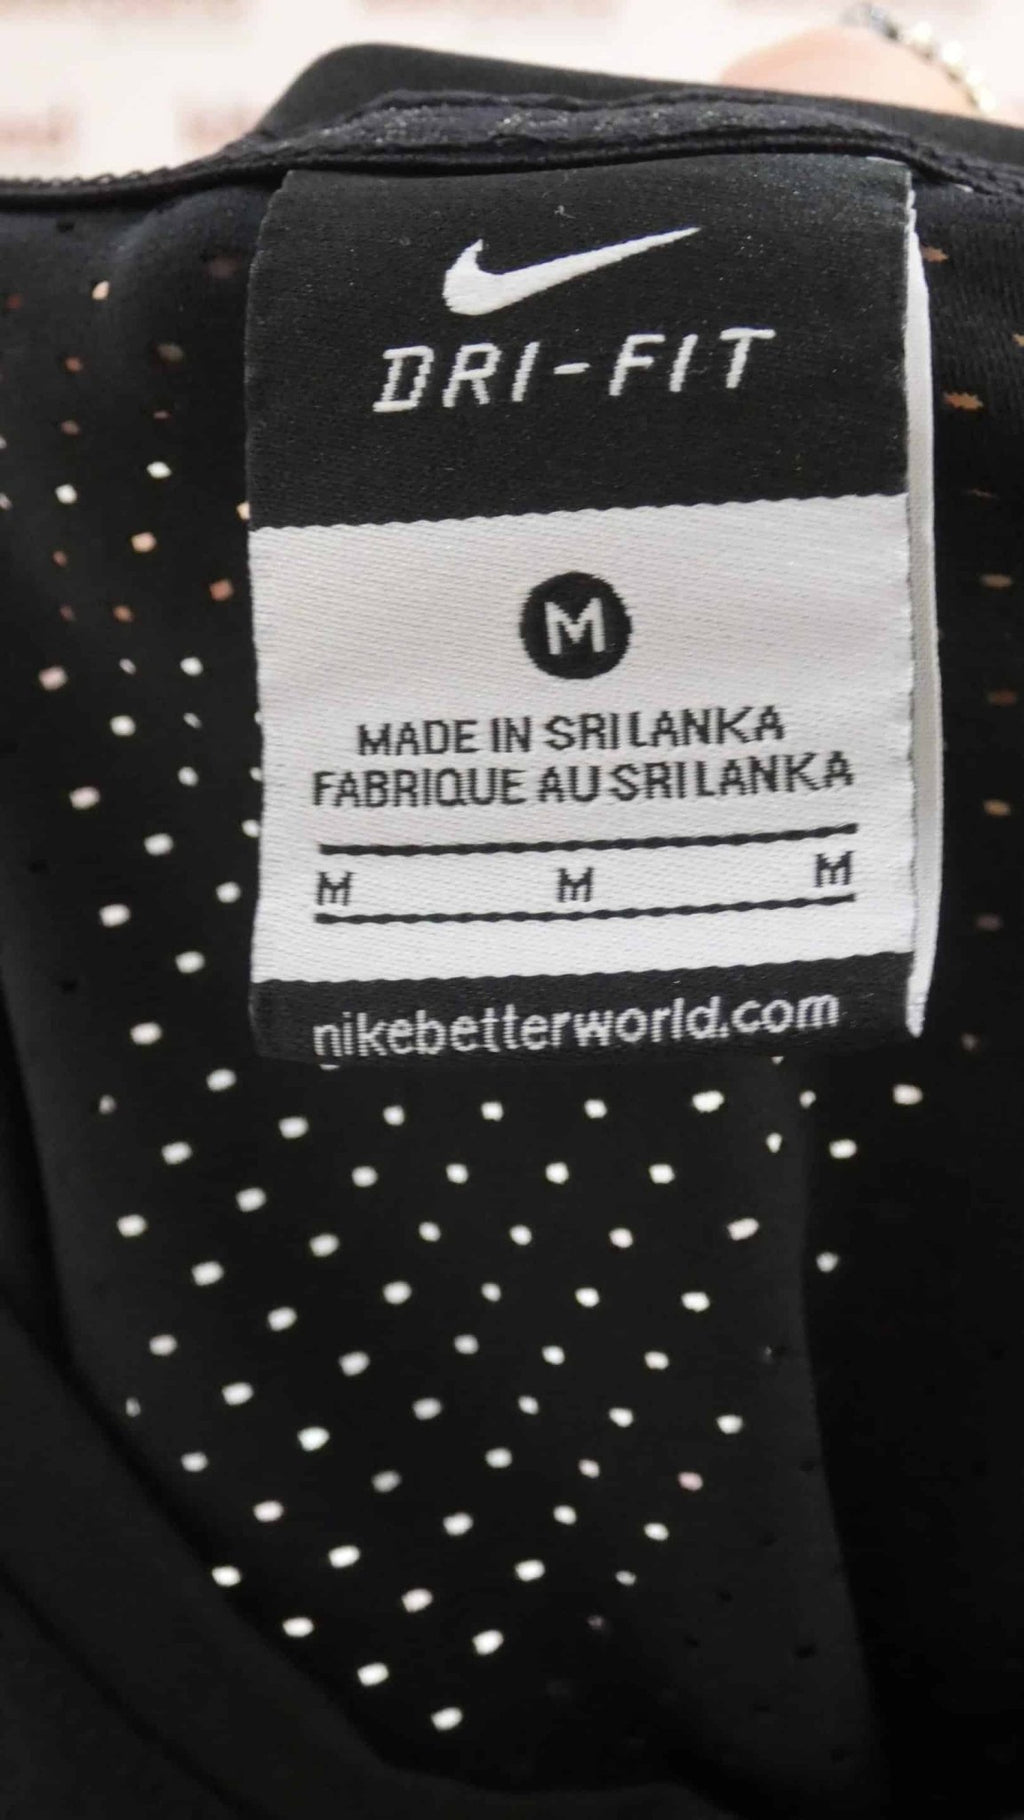 DRI-FIT
M
MADE IN SRI LANKA
FABRIQUE AU SRI LANKA
M M M
nikebetterworld.com